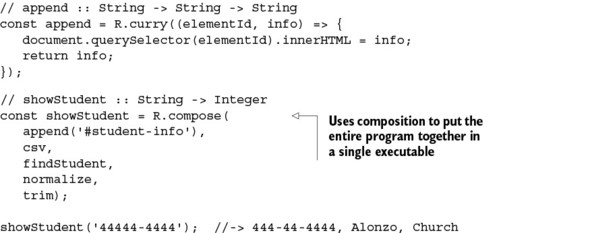 // append :: String -> String -> String
const append = R.curry((elementId, info) => {
   document.querySelector(elementId).innerHTML = info;
   return info;
});

// showStudent :: String -> Integer
const showStudent = R.compose(
   append('#student-info'),
   csv,
   findStudent,
   normalize,
   trim);
Uses composition to put the
entire program together in
a single executable

showStudent('44444-4444');  //-> 444-44-4444, Alonzo, Church